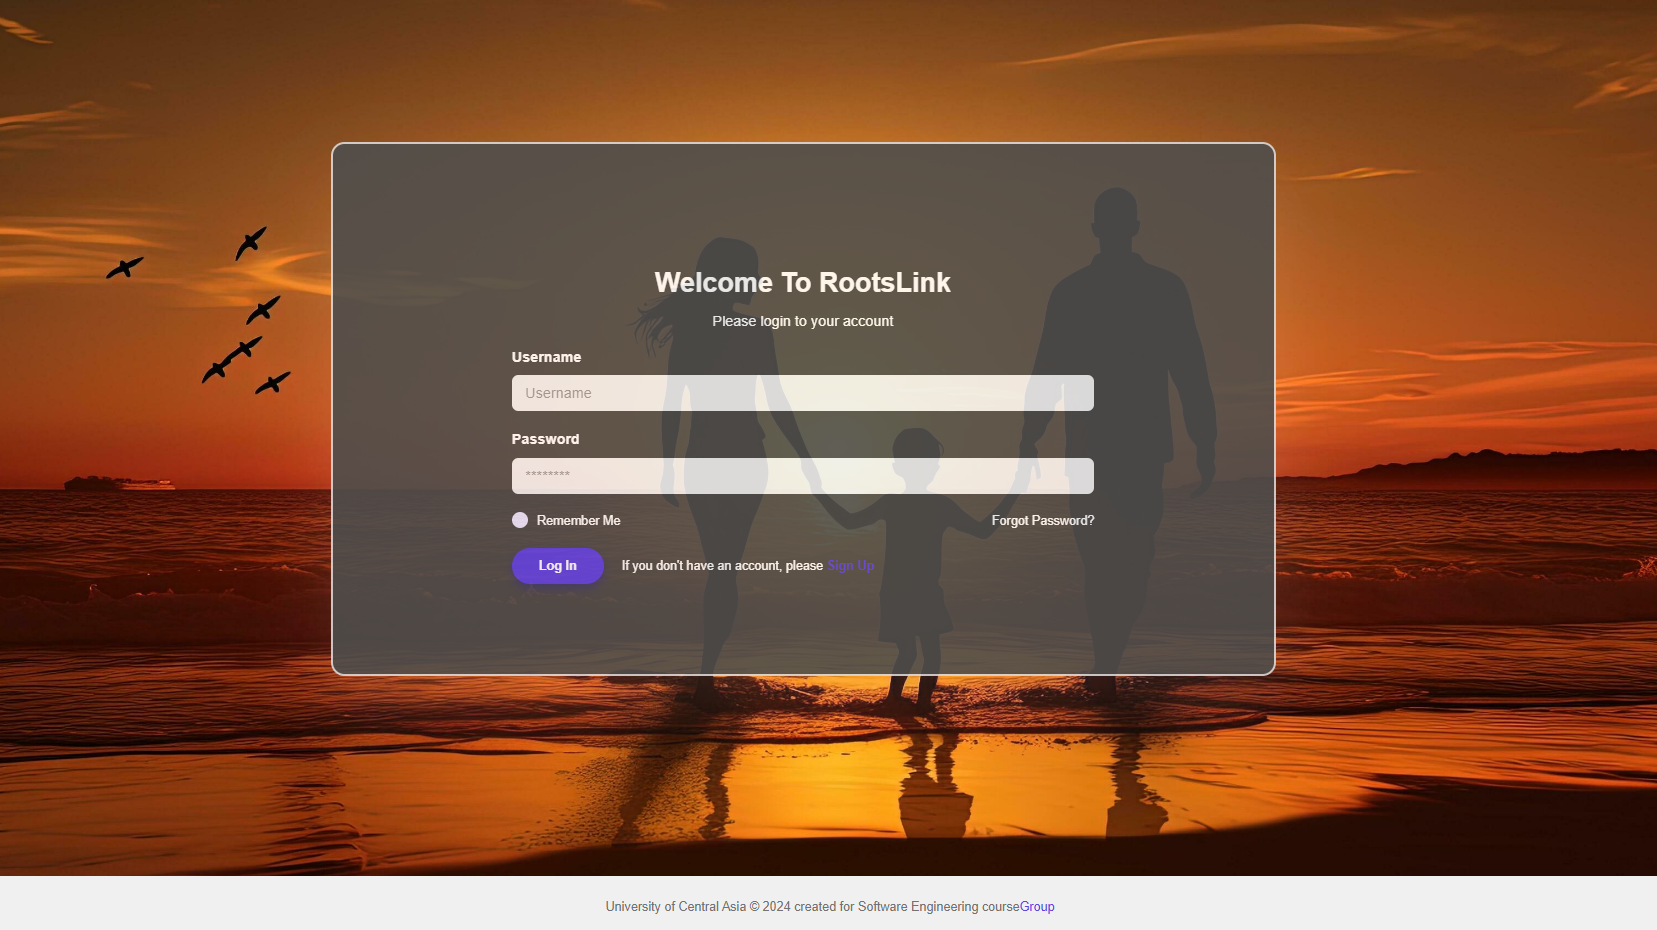 Welcome To RootsLink
Please login to your account
Username
Username
Password
********
Remember Me
Forgot Password?
Log In
If you don't have an account, please Sign Up
University of Central Asia © 2024 created for Software Engineering courseGroup